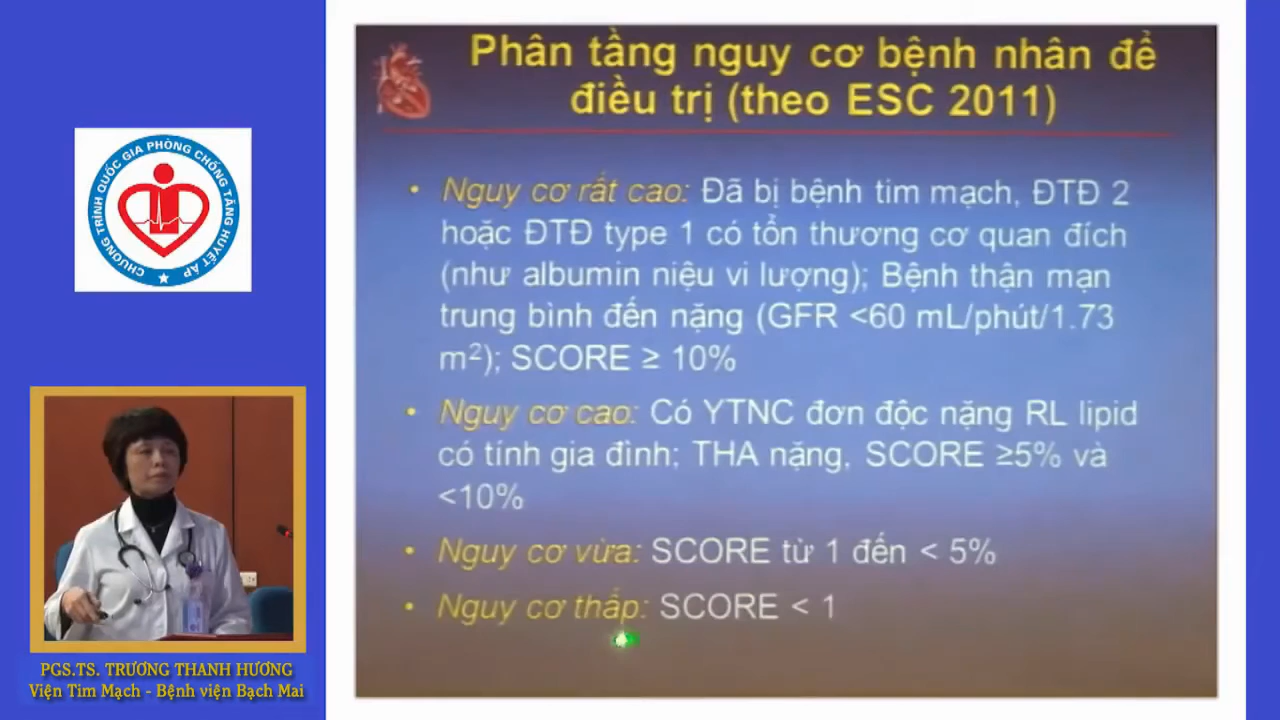 Phân tầng nguy cơ bệnh nhân để
điều trị (theo ESC 2011)
• Nguy cơ rất cao: Đã bị bệnh tim mạch, ĐTĐ 2
hoặc ĐTĐ type 1 có tổn thương cơ quan đích
(như albumin niệu vi lượng); Bệnh thận mạn
trung bình đến nặng (GFR <60 mL/phút/1.73
m²); SCORE ≥ 10%
• Nguy cơ cao: Có YTNC đơn độc nặng RL lipid
có tính gia đình; THA nặng, SCORE ≥5% và
<10%
• Nguy cơ vừa: SCORE từ 1 đến < 5%
• Nguy cơ thấp: SCORE < 1
CHƯƠNG TRÌNH QUỐC GIA PHÒNG CHỐNG TĂNG HUYẾT ÁP
PGS.TS. TRƯƠNG THANH HƯƠNG
Viện Tim Mạch - Bệnh viện Bạch Mai